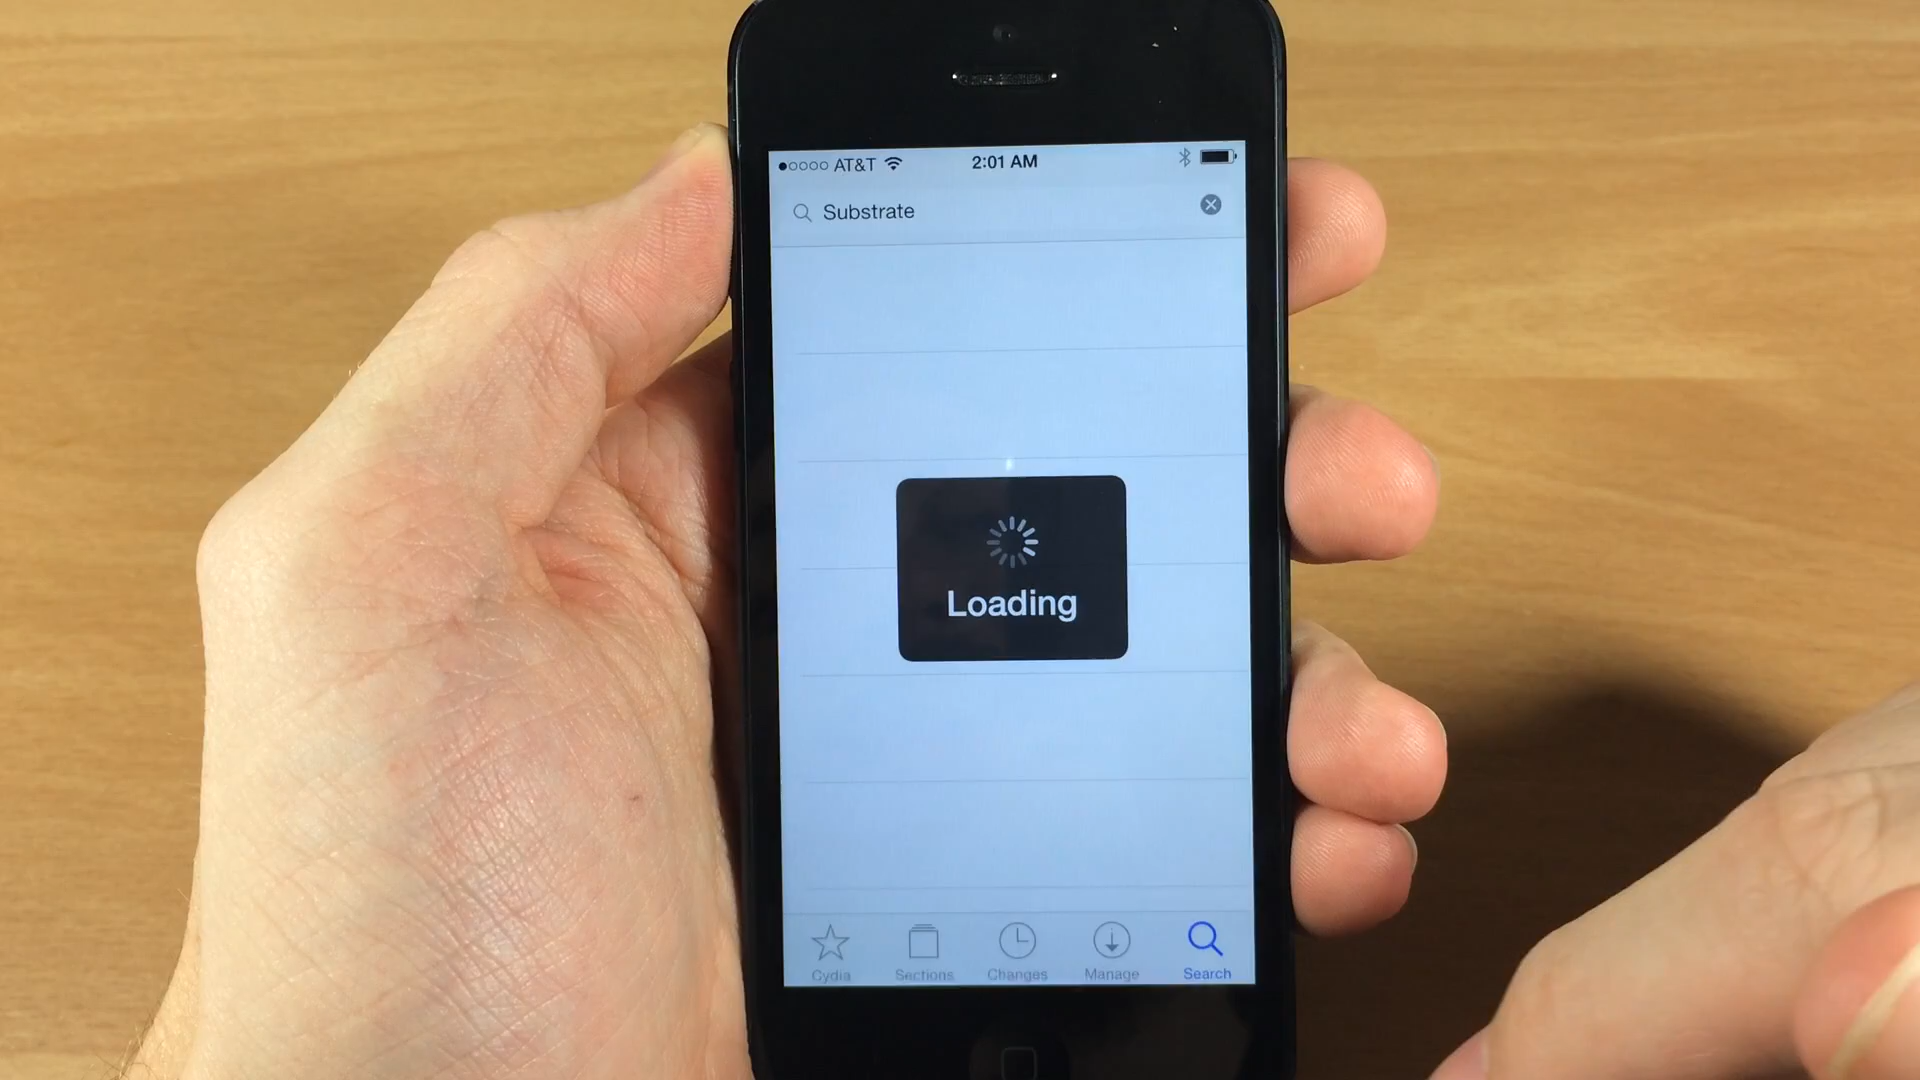 AT&T
2:01 AM
Substrate
Loading
Cydia
Sections
Changes
Manage
Search